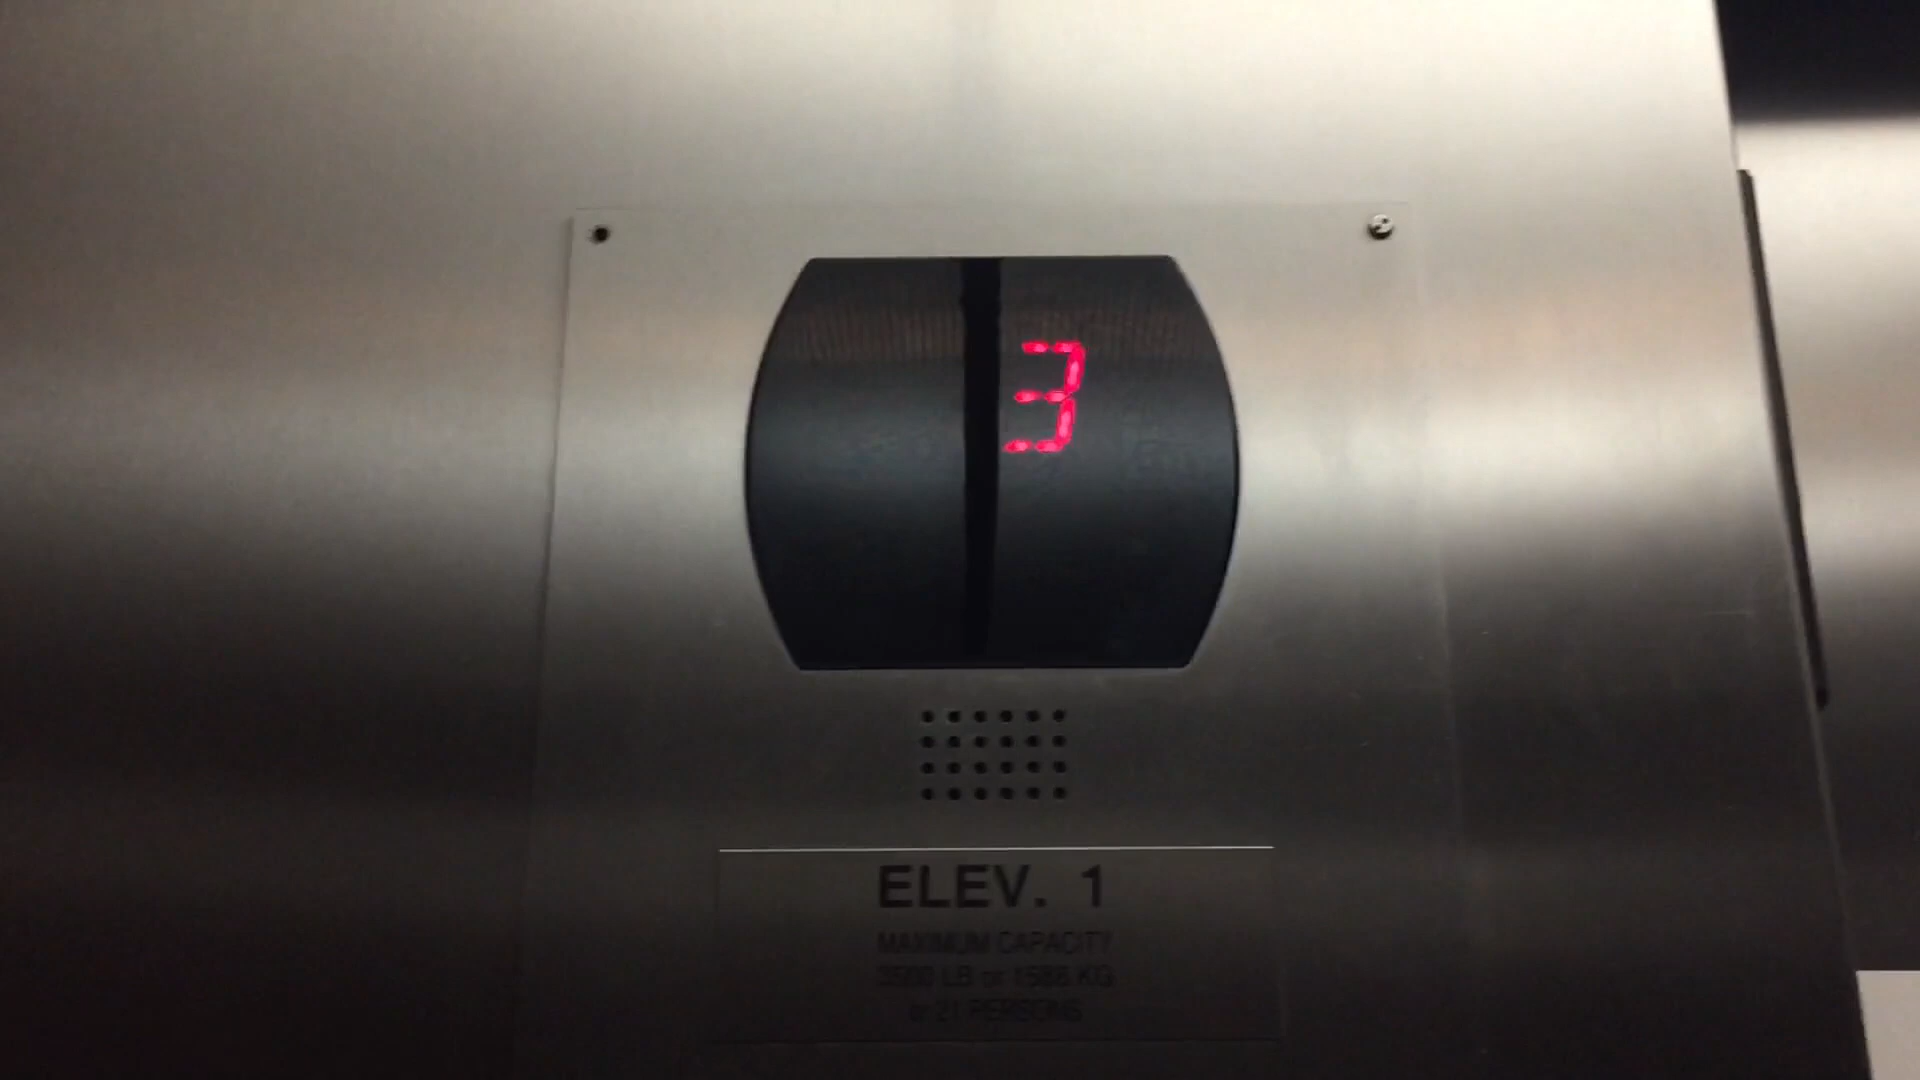 3
ELEV. 1
MAXIMUM CAPACITY
3500 LB or 1588 KG
or 21 PERSONS